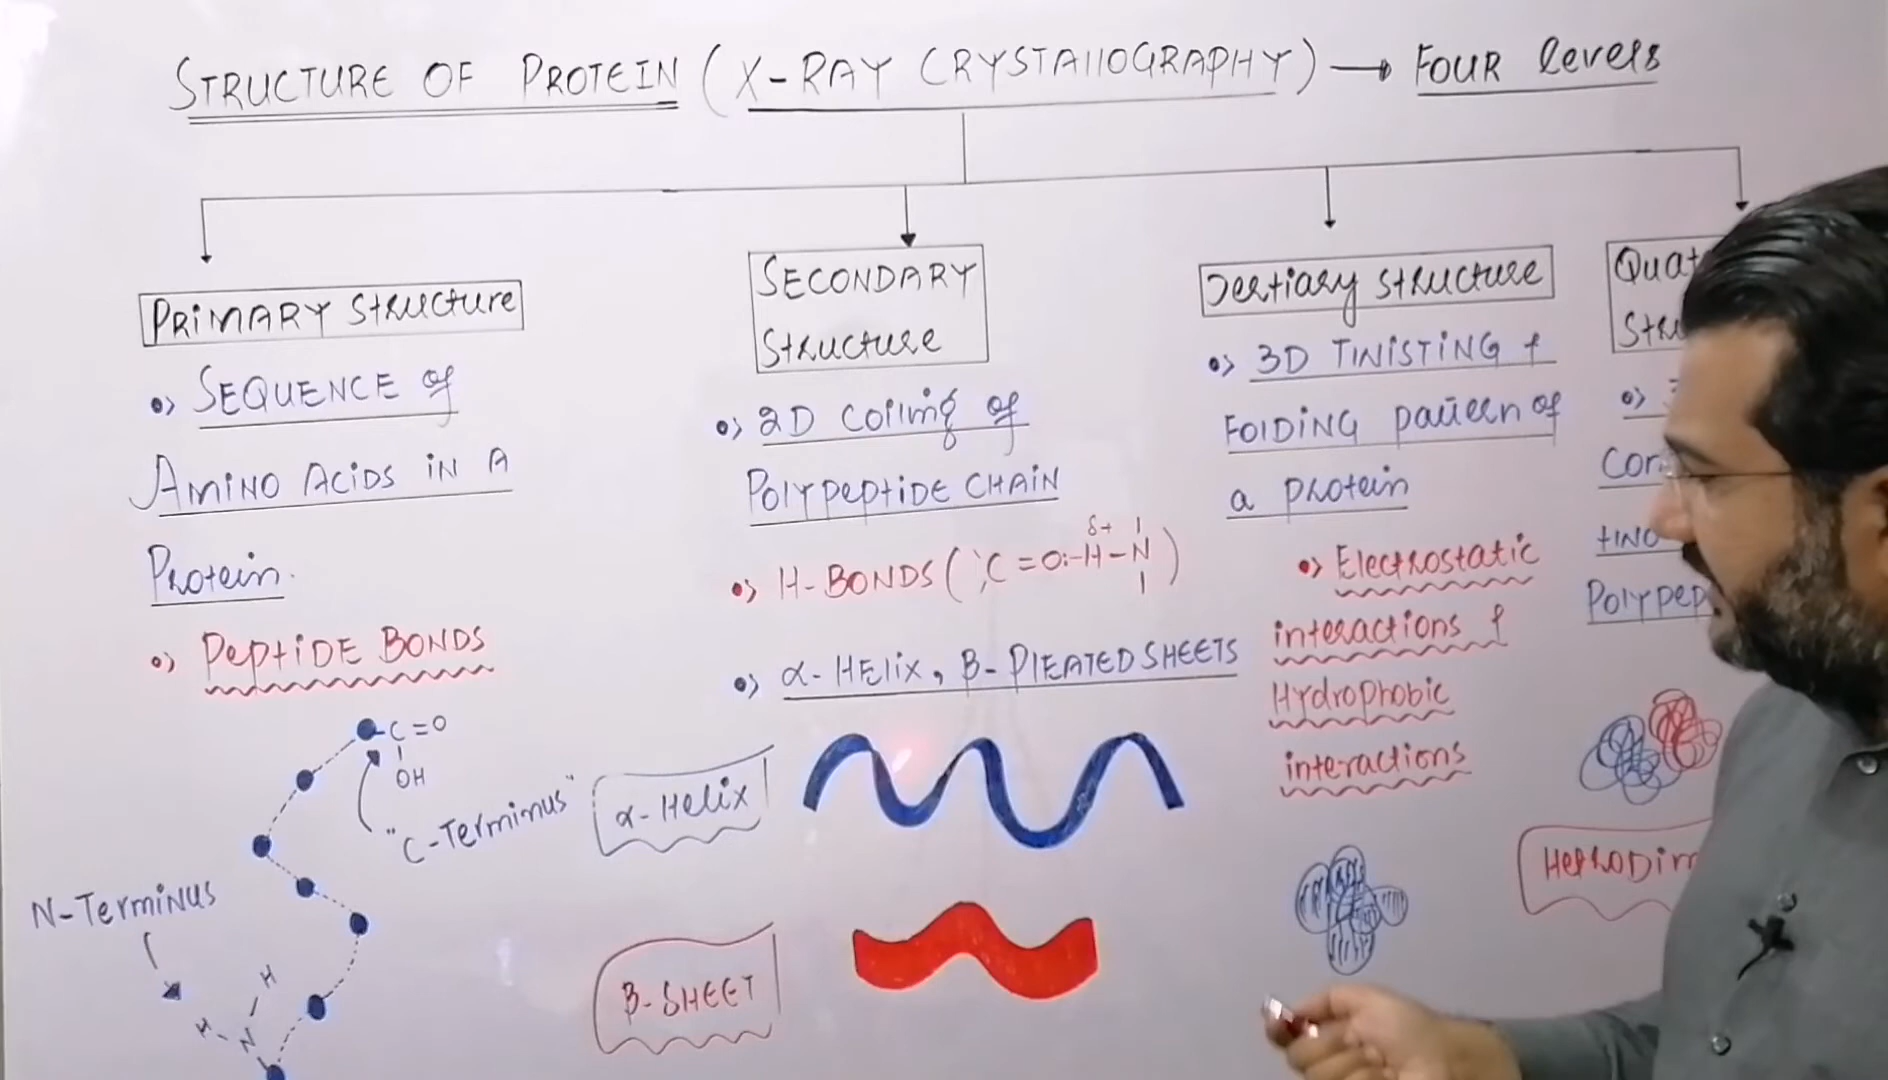 STRUCTURE OF PROTEIN (X-RAY CRYSTAllOGRAPHY) → FOUR levels
PRiMARY Structure
•> SEQUENCE of
AMiNO ACiDS iN A
Protein.
•> PeptiDE BONDS
C=O
OH
"C-Terminus"
N-TermiNUS
H
H-N
SECONDARY
Structure
•> 2D Coiling of
PolypeptiDE CHAiN
•> H-BONDS (C=O:-H-N)
δ+
•> α-HEliX, β-PlEATED SHEETS
α-Helix
β-SHEET
Tertiary structure
•> 3D TWiSTiNG &
FOlDiNG pattern of
a protein
•> Electrostatic
interactions &
Hydrophobic
interactions
Quat
Stru
•>
Con
tiNO
Polypep